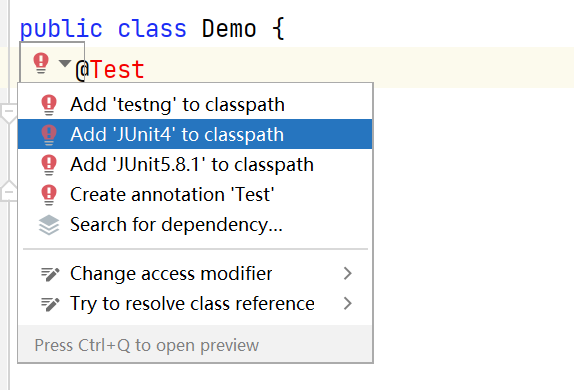 public class Demo {
@Test
Add 'testng' to classpath
Add 'JUnit4' to classpath
Add 'JUnit5.8.1' to classpath
Create annotation 'Test'
Search for dependency...
Change access modifier
Try to resolve class reference
Press Ctrl+Q to open preview